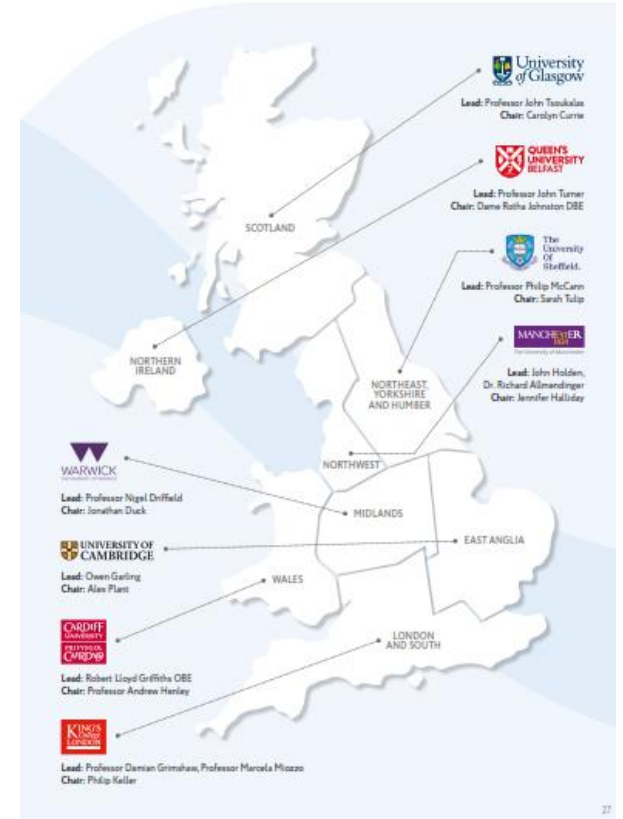 University
of Glasgow
Lead: Professor John Tsoukalas
Chair: Carolyn Currie
QUEEN'S
UNIVERSITY
BELFAST
Lead: Professor John Turner
Chair: Dame Rotha Johnston DBE
SCOTLAND
The
University
Of
Sheffield.
Lead: Professor Philip McCann
Chair: Sarah Tulip
MANCHESTER
1824
The University of Manchester
Lead: John Holden,
Dr. Richard Allmendinger
Chair: Jennifer Halliday
NORTHERN
IRELAND
NORTHEAST,
YORKSHIRE
AND HUMBER
NORTHWEST
WARWICK
THE UNIVERSITY OF WARWICK
Lead: Professor Nigel Driffield
Chair: Jonathan Duck
MIDLANDS
UNIVERSITY OF
CAMBRIDGE
EAST ANGLIA
Lead: Owen Garling
Chair: Alex Plant
WALES
CARDIFF
UNIVERSITY
PRIFYSGOL
CAERDYDD
Lead: Robert Lloyd Griffiths OBE
Chair: Professor Andrew Henley
LONDON
AND SOUTH
KING'S
College
LONDON
Lead: Professor Damian Grimshaw, Professor Marcela Miozzo
Chair: Philip Keller
27